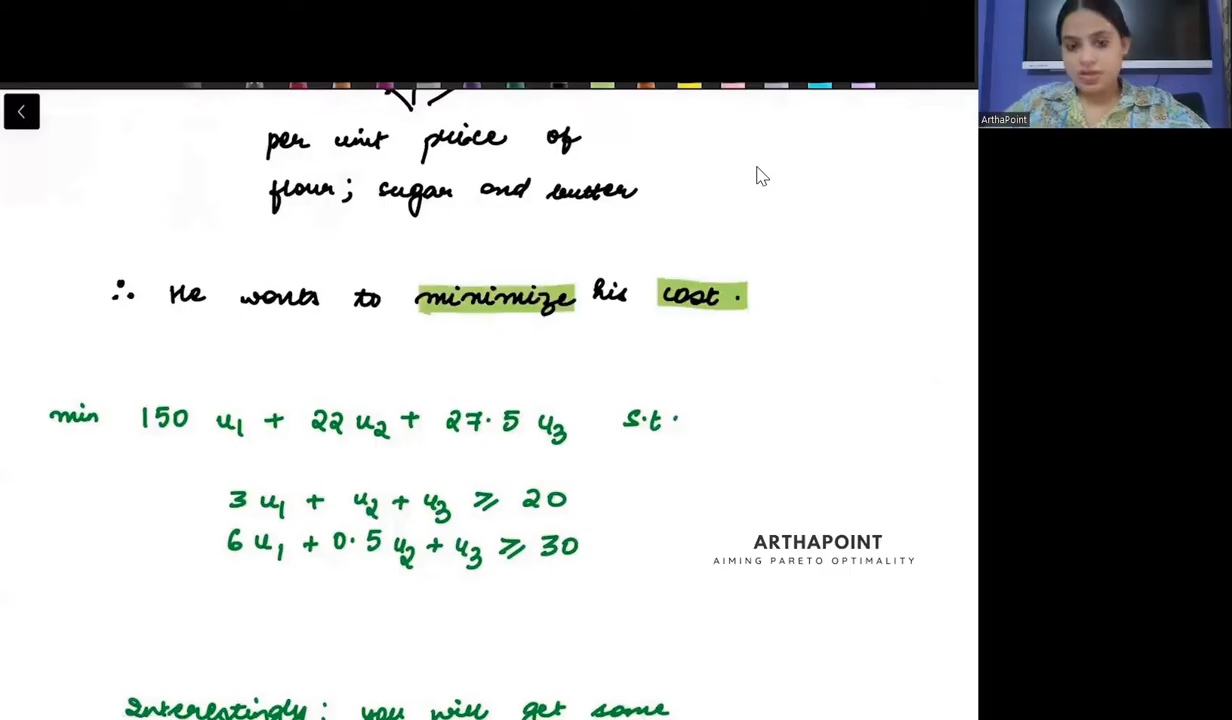 ArthaPoint
per unit price of
flour; sugar and butter
∴ He wants to minimize his cost.
min 150 u₁ + 22 u₂ + 27.5 u₃ s.t.
3 u₁ + u₂ + u₃ ≥ 20
6 u₁ + 0.5 u₂ + u₃ ≥ 30
ARTHAPOINT
AIMING PARETO OPTIMALITY
Interestingly; you will get some